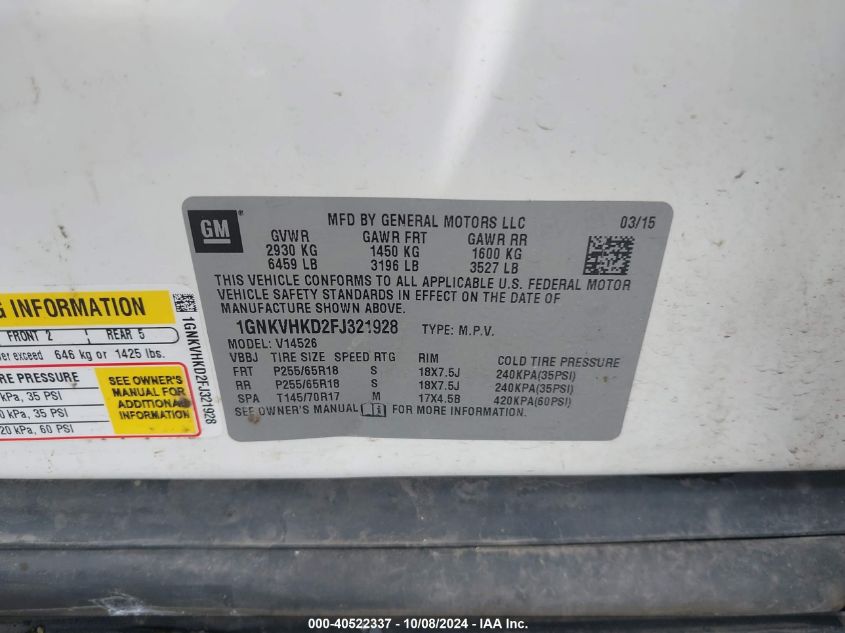 GM
MFD BY GENERAL MOTORS LLC 03/15
GVWR GAWR FRT GAWR RR
2930 KG 1450 KG 1600 KG
6459 LB 3196 LB 3527 LB
THIS VEHICLE CONFORMS TO ALL APPLICABLE U.S. FEDERAL MOTOR
VEHICLE SAFETY STANDARDS IN EFFECT ON THE DATE OF
MANUFACTURE SHOWN ABOVE.
1GNKVHKD2FJ321928 TYPE: M.P.V.
MODEL: V14526
VBBJ TIRE SIZE SPEED RTG RIM COLD TIRE PRESSURE
FRT P255/65R18 S 18X7.5J 240KPA(35PSI)
RR P255/65R18 S 18X7.5J 240KPA(35PSI)
SPA T145/70R17 M 17X4.5B 420KPA(60PSI)
SEE OWNER'S MANUAL FOR MORE INFORMATION.
G INFORMATION
FRONT 2 REAR 5
exceed 646 kg or 1425 lbs.
PRESSURE
kPa, 35 PSI
0 kPa, 35 PSI
20 kPa, 60 PSI
SEE OWNER'S
MANUAL FOR
ADDITIONAL
INFORMATION
1GNKVHKD2FJ321928
000-40522337 - 10/08/2024 - IAA Inc.